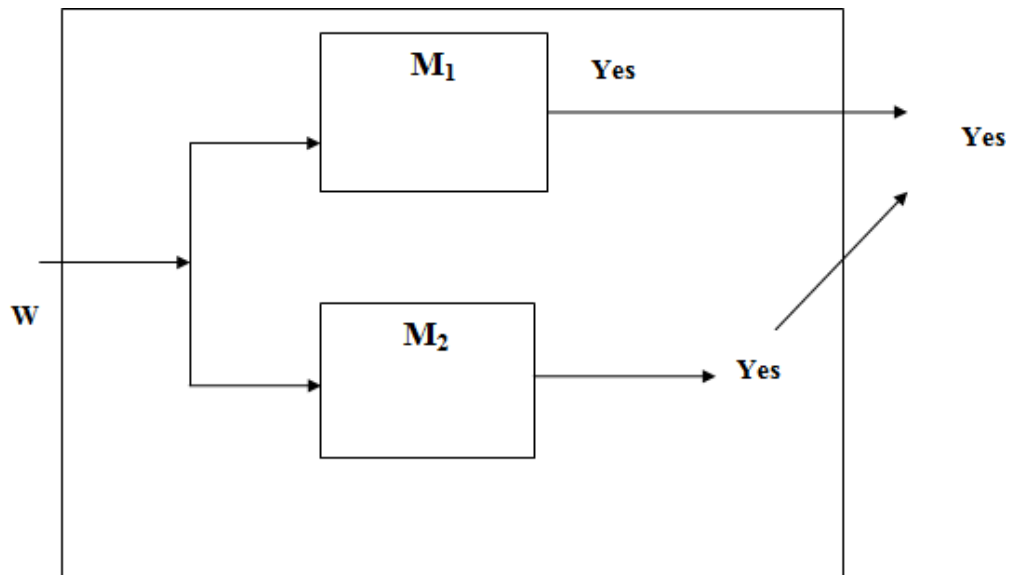 M₁
Yes
Yes
W
M₂
Yes